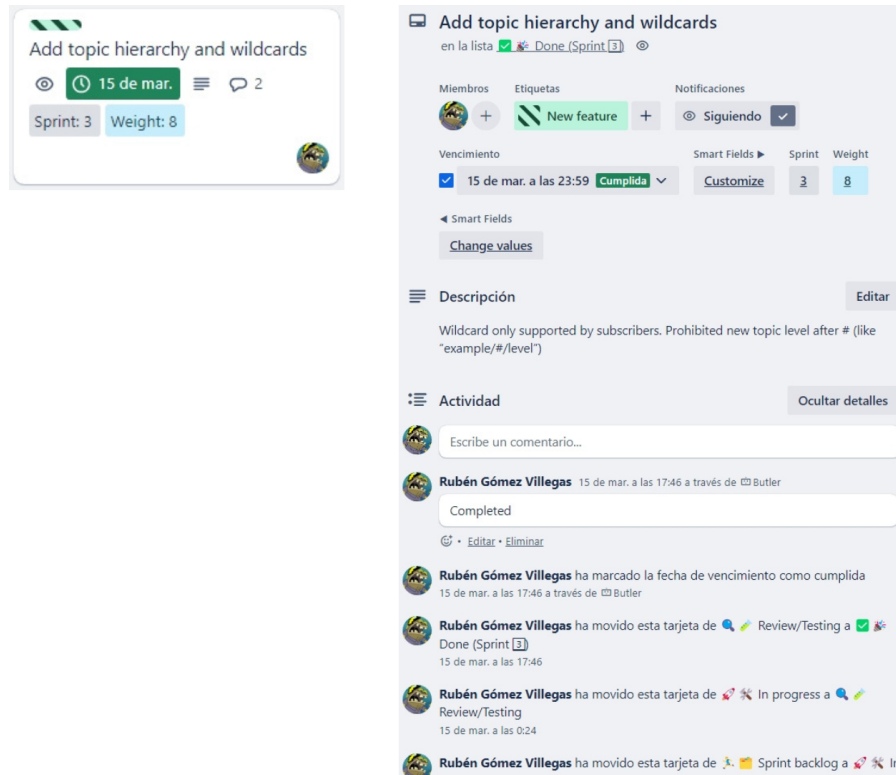 Add topic hierarchy and wildcards
15 de mar. 2
Sprint: 3 Weight: 8
Add topic hierarchy and wildcards
en la lista ✅ 🎉 Done (Sprint 3️⃣)
Miembros Etiquetas Notificaciones
+ New feature + Siguiendo
Vencimiento Smart Fields ▶ Sprint Weight
15 de mar. a las 23:59 Cumplida Customize 3 8
◀ Smart Fields
Change values
Descripción Editar
Wildcard only supported by subscribers. Prohibited new topic level after # (like
"example/#/level")
Actividad Ocultar detalles
Escribe un comentario...
Rubén Gómez Villegas 15 de mar. a las 17:46 a través de Butler
Completed
• Editar • Eliminar
Rubén Gómez Villegas ha marcado la fecha de vencimiento como cumplida
15 de mar. a las 17:46 a través de Butler
Rubén Gómez Villegas ha movido esta tarjeta de 🔍 🧪 Review/Testing a ✅ 🎉
Done (Sprint 3️⃣)
15 de mar. a las 17:46
Rubén Gómez Villegas ha movido esta tarjeta de 🚀 🛠 In progress a 🔍 🧪
Review/Testing
15 de mar. a las 0:24
Rubén Gómez Villegas ha movido esta tarjeta de 🏃 🗂 Sprint backlog a 🚀 🛠